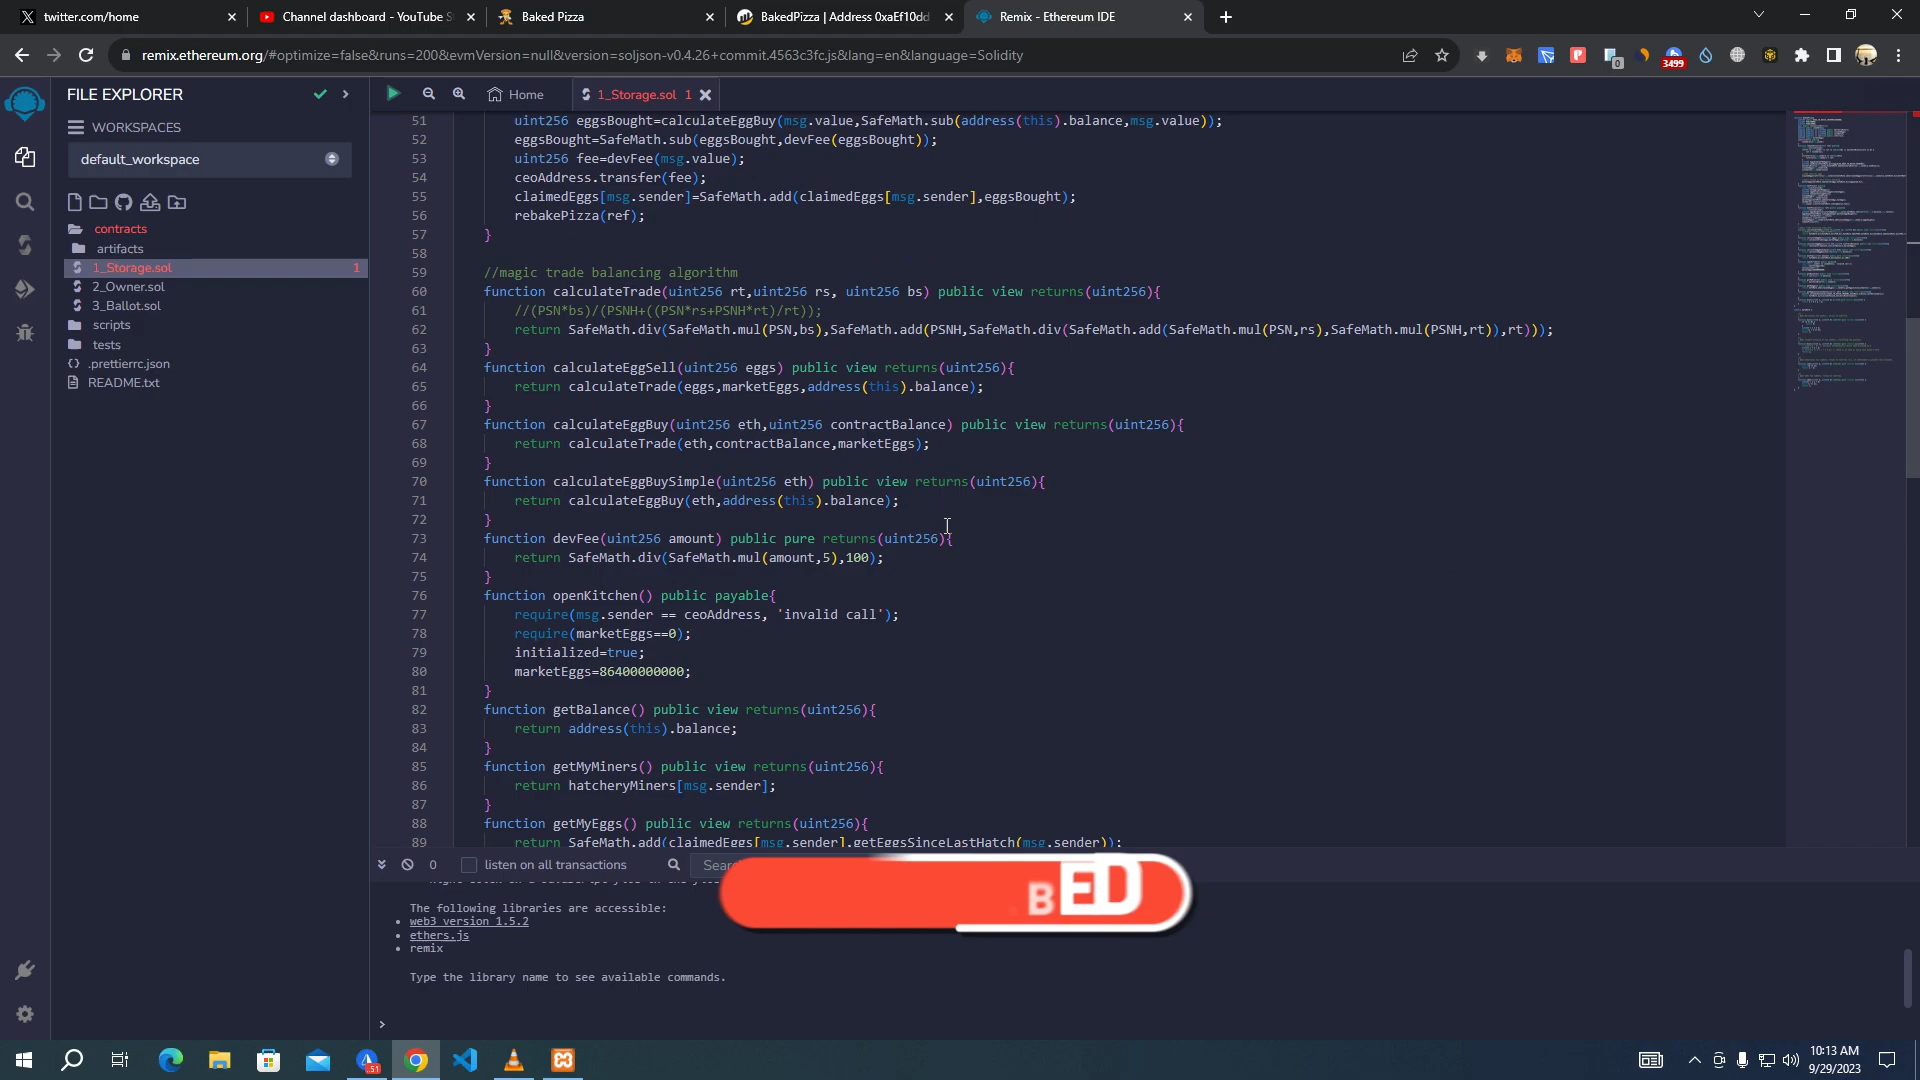 twitter.com/home
Channel dashboard - YouTube S
Baked Pizza
BakedPizza | Address 0xaEf10dd
Remix - Ethereum IDE
remix.ethereum.org/#optimize=false&runs=200&evmVersion=null&version=soljson-v0.4.26+commit.4563c3fc.js&lang=en&language=Solidity
0
3499
FILE EXPLORER
WORKSPACES
default_workspace
contracts
artifacts
1_Storage.sol 1
2_Owner.sol
3_Ballot.sol
scripts
tests
.prettierrc.json
README.txt
Home
1_Storage.sol 1
51 uint256 eggsBought=calculateEggBuy(msg.value,SafeMath.sub(address(this).balance,msg.value));
52 eggsBought=SafeMath.sub(eggsBought,devFee(eggsBought));
53 uint256 fee=devFee(msg.value);
54 ceoAddress.transfer(fee);
55 claimedEggs[msg.sender]=SafeMath.add(claimedEggs[msg.sender],eggsBought);
56 rebakePizza(ref);
57 }
58
59 //magic trade balancing algorithm
60 function calculateTrade(uint256 rt,uint256 rs, uint256 bs) public view returns(uint256){
61 //(PSN*bs)/(PSNH+((PSN*rs+PSNH*rt)/rt));
62 return SafeMath.div(SafeMath.mul(PSN,bs),SafeMath.add(PSNH,SafeMath.div(SafeMath.add(SafeMath.mul(PSN,rs),SafeMath.mul(PSNH,rt)),rt)));
63 }
64 function calculateEggSell(uint256 eggs) public view returns(uint256){
65 return calculateTrade(eggs,marketEggs,address(this).balance);
66 }
67 function calculateEggBuy(uint256 eth,uint256 contractBalance) public view returns(uint256){
68 return calculateTrade(eth,contractBalance,marketEggs);
69 }
70 function calculateEggBuySimple(uint256 eth) public view returns(uint256){
71 return calculateEggBuy(eth,address(this).balance);
72 }
73 function devFee(uint256 amount) public pure returns(uint256){
74 return SafeMath.div(SafeMath.mul(amount,5),100);
75 }
76 function openKitchen() public payable{
77 require(msg.sender == ceoAddress, 'invalid call');
78 require(marketEggs==0);
79 initialized=true;
80 marketEggs=86400000000;
81 }
82 function getBalance() public view returns(uint256){
83 return address(this).balance;
84 }
85 function getMyMiners() public view returns(uint256){
86 return hatcheryMiners[msg.sender];
87 }
88 function getMyEggs() public view returns(uint256){
89 return SafeMath.add(claimedEggs[msg.sender],getEggsSinceLastHatch(msg.sender));
0 listen on all transactions
BED
The following libraries are accessible:
• web3 version 1.5.2
• ethers.js
• remix
Type the library name to see available commands.
>
51
10:13 AM
9/29/2023